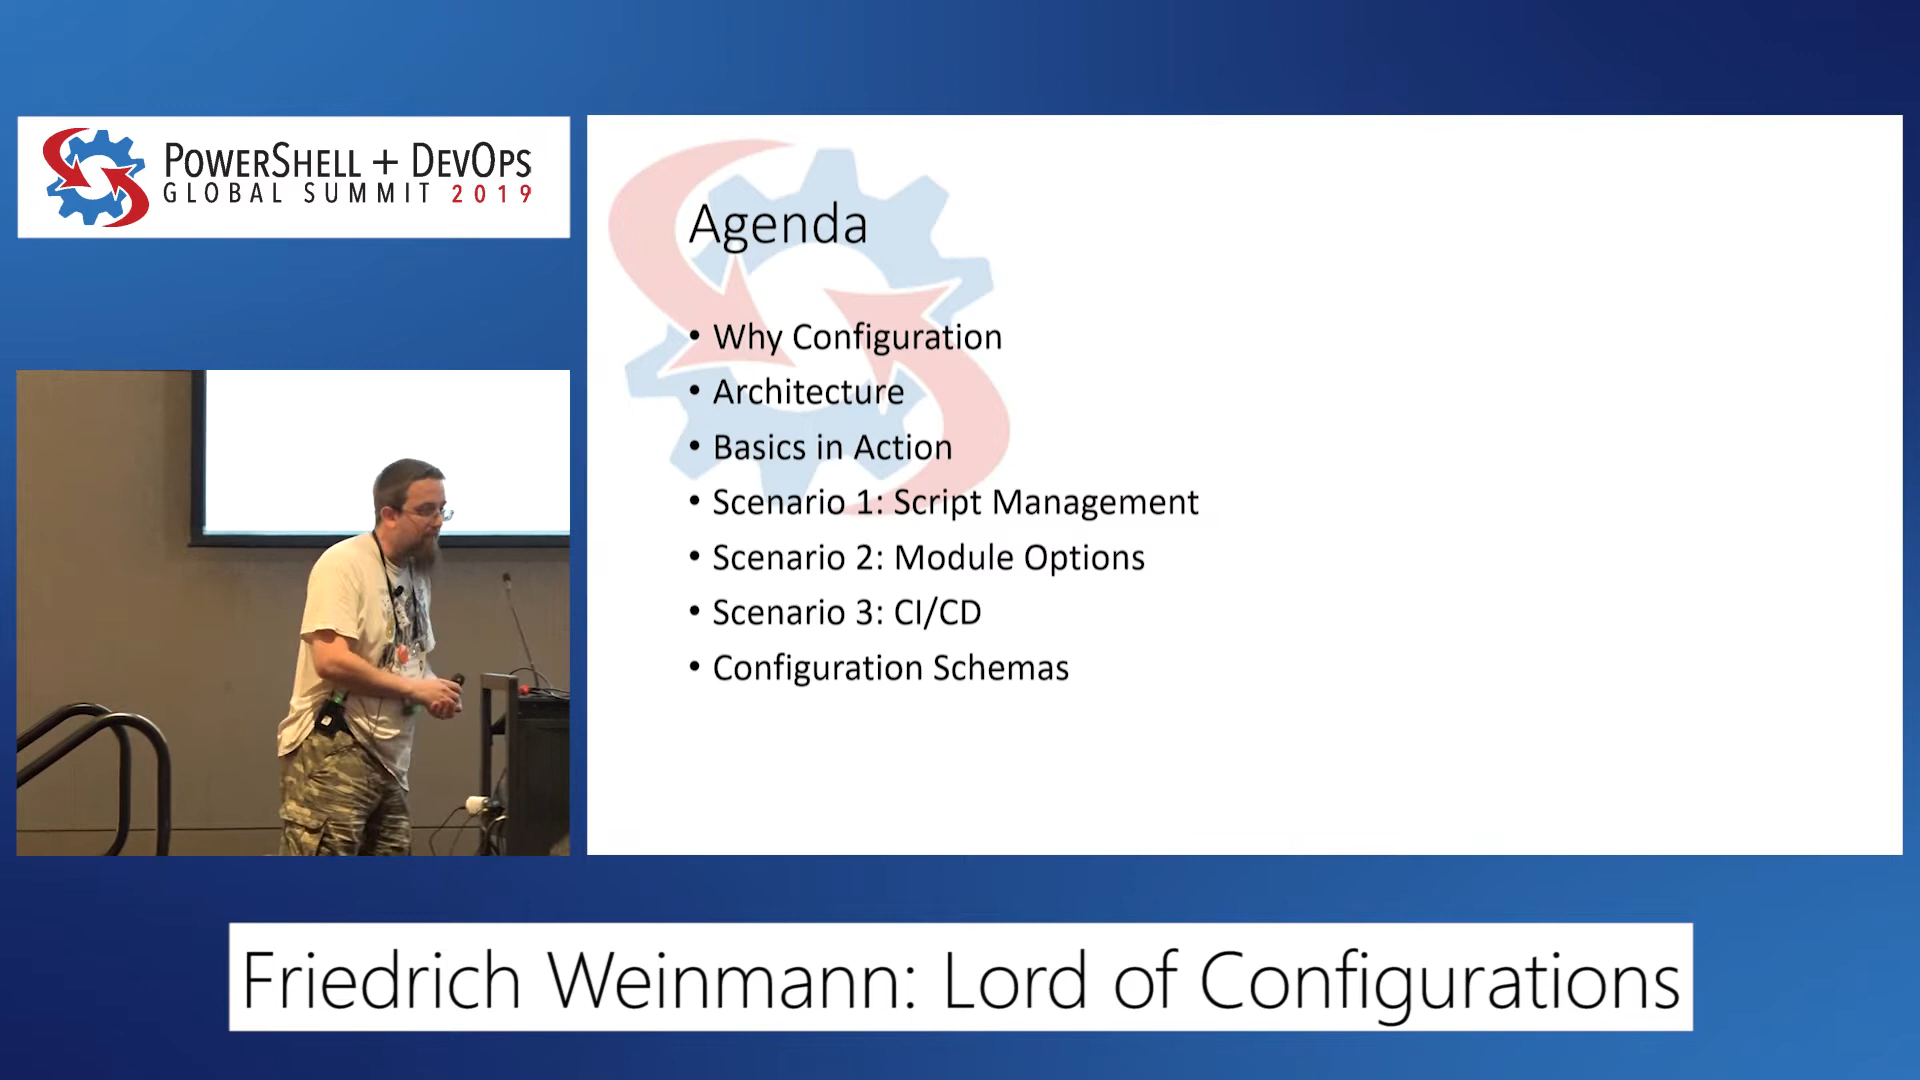 POWERSHELL + DEVOPS
GLOBAL SUMMIT 2019
Agenda
• Why Configuration
• Architecture
• Basics in Action
• Scenario 1: Script Management
• Scenario 2: Module Options
• Scenario 3: CI/CD
• Configuration Schemas
Friedrich Weinmann: Lord of Configurations